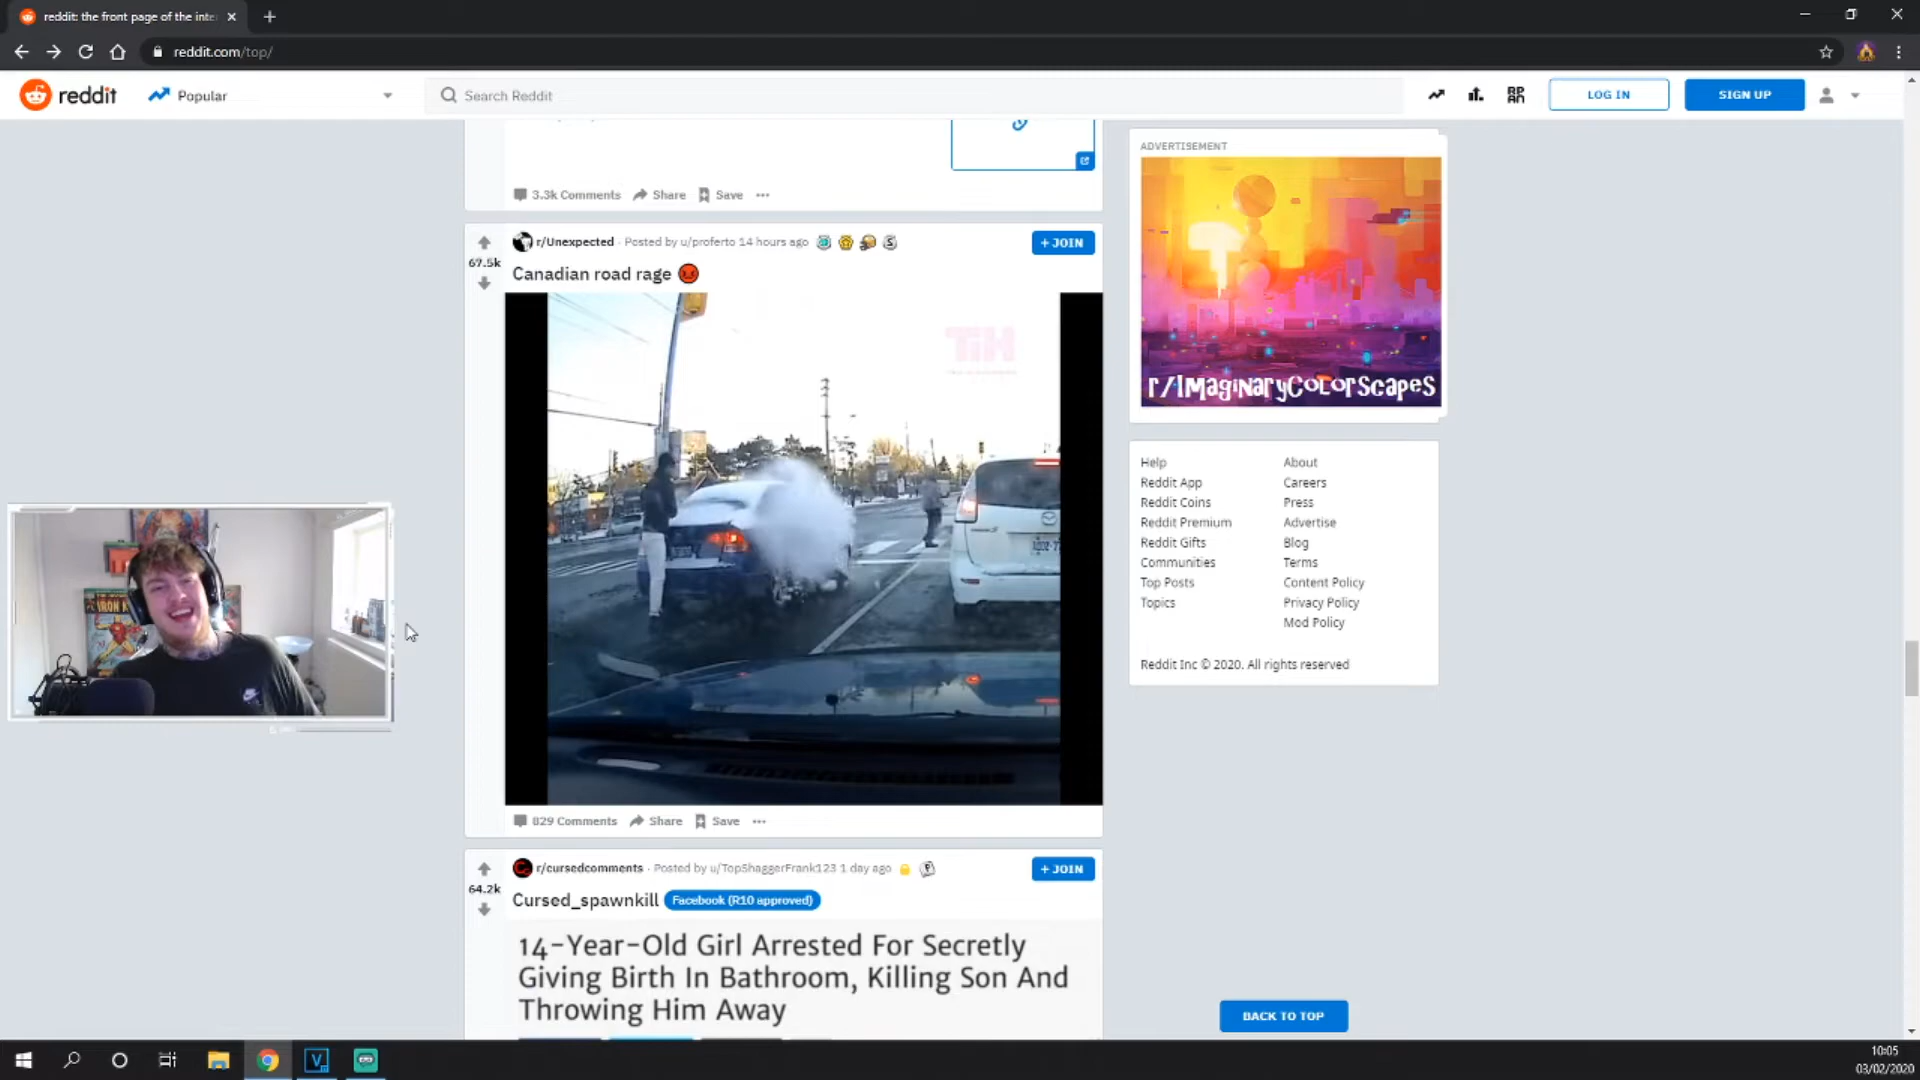 reddit: the front page of the inte
reddit.com/top/
reddit
Popular
Search Reddit
LOG IN
SIGN UP
3.3k Comments
Share
Save
r/Unexpected · Posted by u/proferto 14 hours ago
+ JOIN
67.5k
Canadian road rage
TiH
829 Comments
Share
Save
r/cursedcomments · Posted by u/TopShaggerFrank123 1 day ago
+ JOIN
64.2k
Cursed_spawnkill
Facebook (R10 approved)
14-Year-Old Girl Arrested For Secretly
Giving Birth In Bathroom, Killing Son And
Throwing Him Away
ADVERTISEMENT
r/ImaginaryColorscapes
Help
About
Reddit App
Careers
Reddit Coins
Press
Reddit Premium
Advertise
Reddit Gifts
Blog
Communities
Terms
Top Posts
Content Policy
Topics
Privacy Policy
Mod Policy
Reddit Inc © 2020. All rights reserved
BACK TO TOP
IRON
10:05
03/02/2020